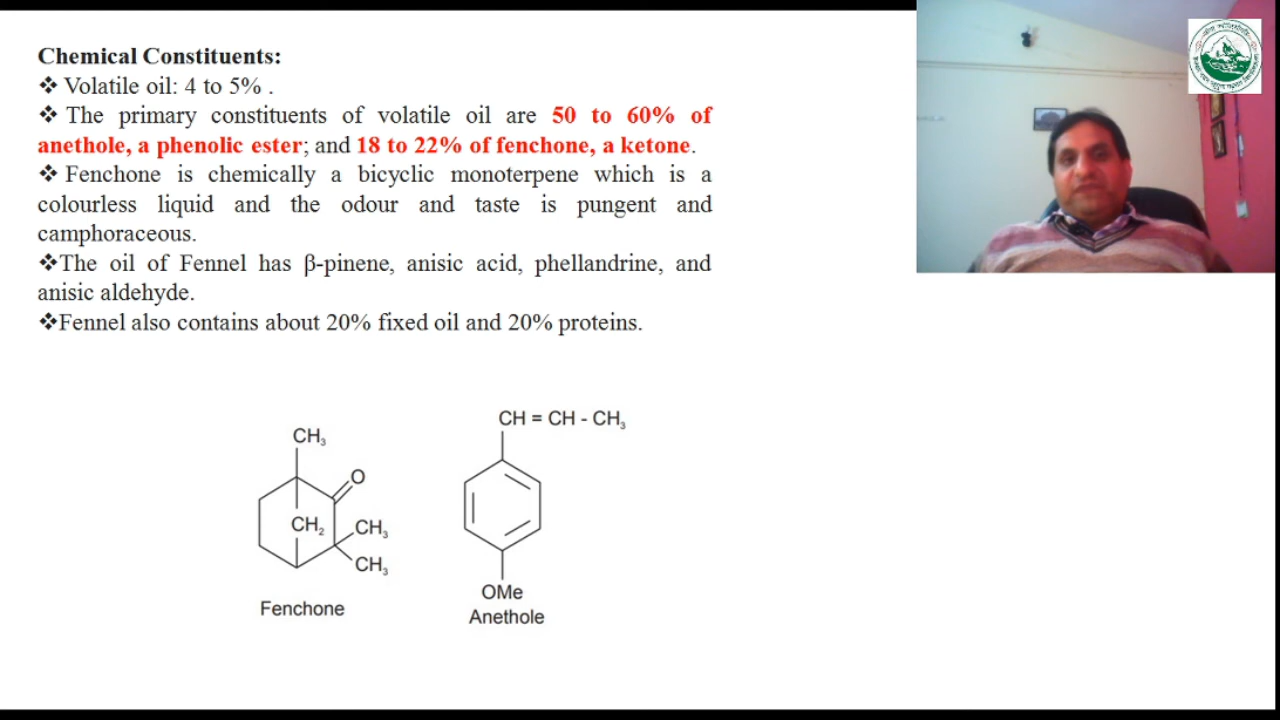 Chemical Constituents:
❖ Volatile oil: 4 to 5% .
❖ The primary constituents of volatile oil are 50 to 60% of
anethole, a phenolic ester; and 18 to 22% of fenchone, a ketone.
❖ Fenchone is chemically a bicyclic monoterpene which is a
colourless liquid and the odour and taste is pungent and
camphoraceous.
❖The oil of Fennel has β-pinene, anisic acid, phellandrine, and
anisic aldehyde.
❖Fennel also contains about 20% fixed oil and 20% proteins.
CH = CH - CH₃
CH₃
O
CH₂
CH₃
CH₃
OMe
Fenchone
Anethole